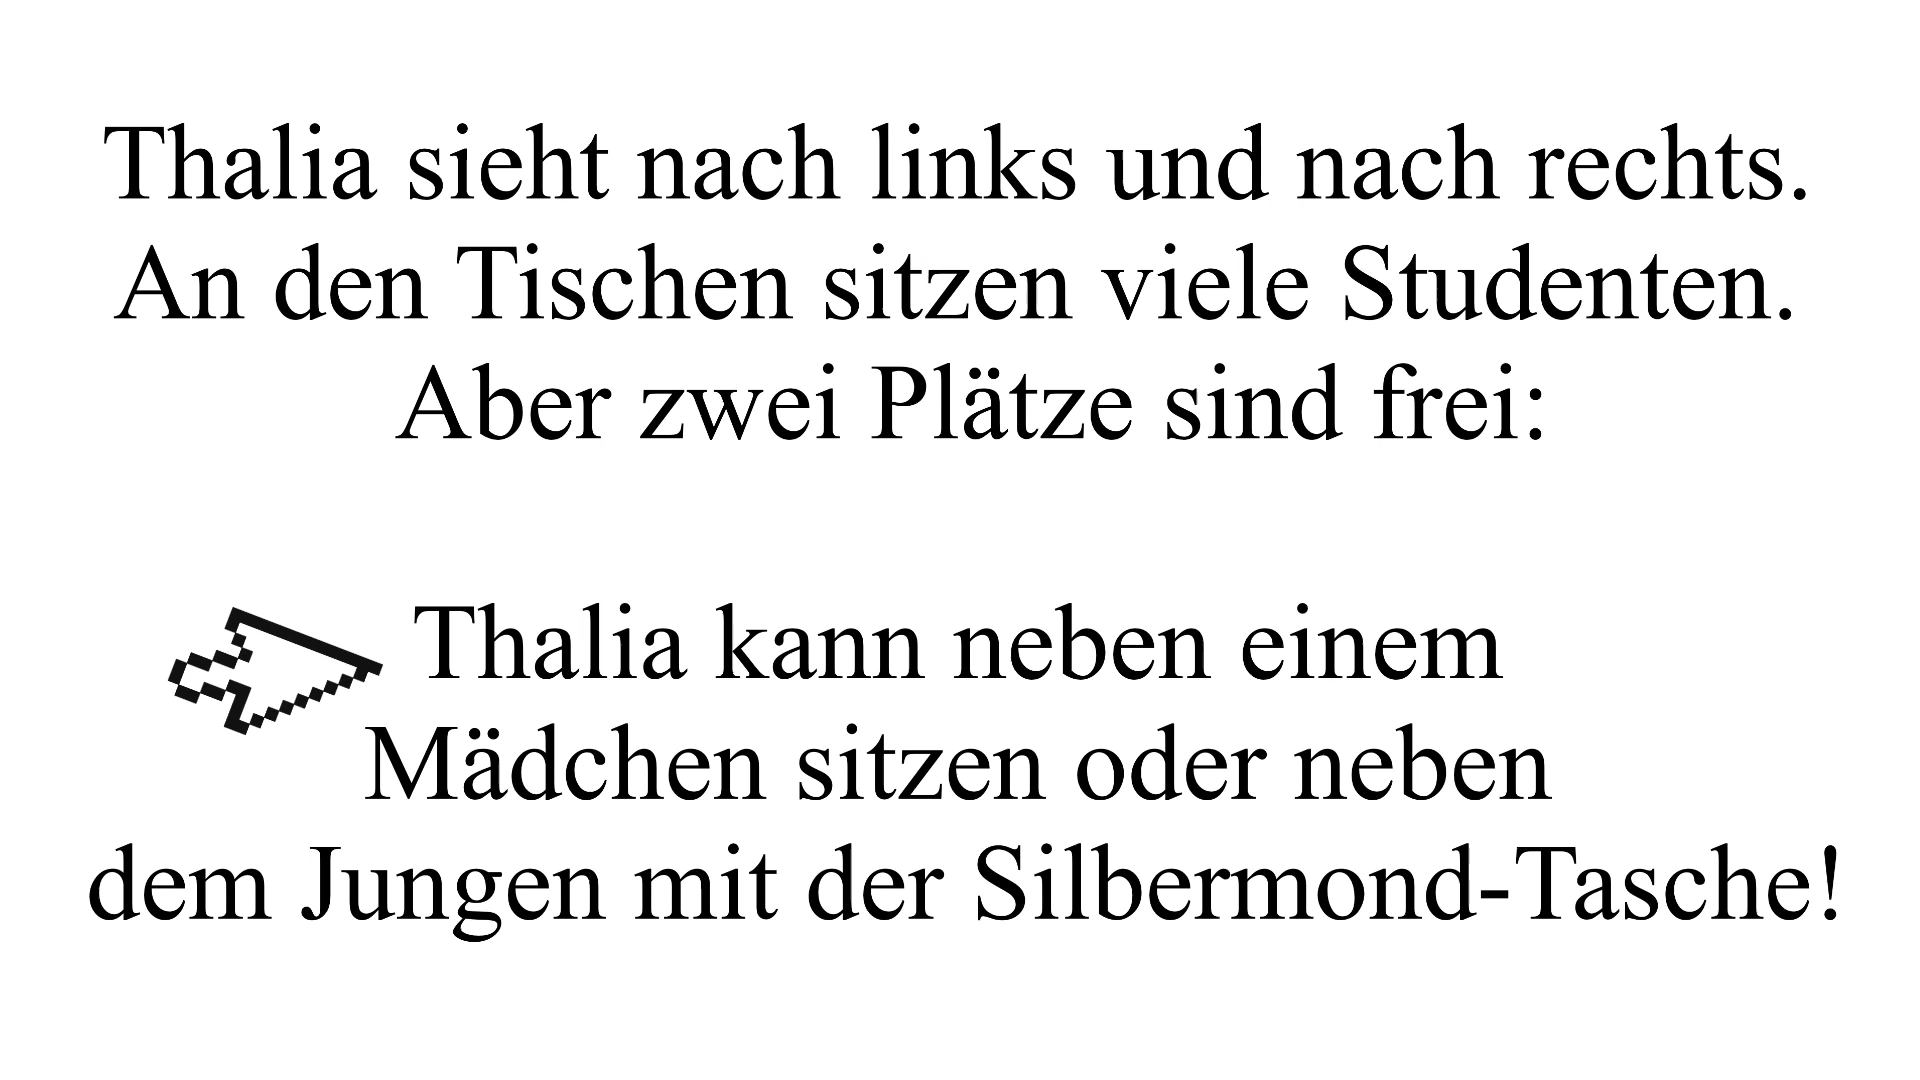 Thalia sieht nach links und nach rechts.
An den Tischen sitzen viele Studenten.
Aber zwei Plätze sind frei:
Thalia kann neben einem
Mädchen sitzen oder neben
dem Jungen mit der Silbermond-Tasche!